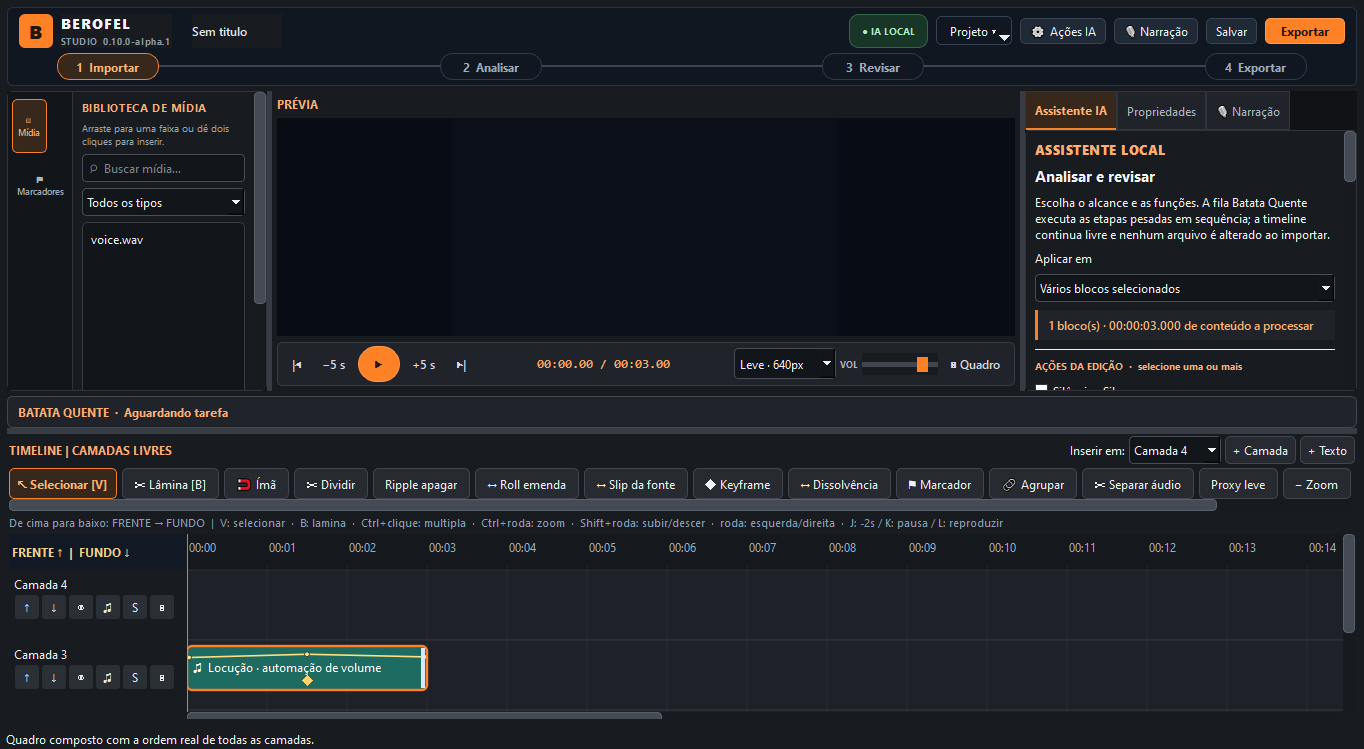 B BEROFEL
STUDIO 0.10.0-alpha.1
Sem título
● IA LOCAL
Projeto
Ações IA
Narração
Salvar
Exportar
1 Importar
2 Analisar
3 Revisar
4 Exportar
Mídia
Marcadores
BIBLIOTECA DE MÍDIA
Arraste para uma faixa ou dê dois
cliques para inserir.
Buscar mídia...
Todos os tipos
voice.wav
PRÉVIA
−5 s
+5 s
00:00.00 / 00:03.00
Leve · 640px
VOL
Quadro
Assistente IA
Propriedades
Narração
ASSISTENTE LOCAL
Analisar e revisar
Escolha o alcance e as funções. A fila Batata Quente
executa as etapas pesadas em sequência; a timeline
continua livre e nenhum arquivo é alterado ao importar.
Aplicar em
Vários blocos selecionados
1 bloco(s) · 00:00:03.000 de conteúdo a processar
AÇÕES DA EDIÇÃO · selecione uma ou mais
BATATA QUENTE · Aguardando tarefa
TIMELINE | CAMADAS LIVRES
Inserir em:
Camada 4
+ Camada
+ Texto
↖ Selecionar [V]
✂ Lâmina [B]
Ímã
✂ Dividir
Ripple apagar
↔ Roll emenda
↔ Slip da fonte
◆ Keyframe
↔ Dissolvência
⚑ Marcador
Agrupar
✂ Separar áudio
Proxy leve
− Zoom
De cima para baixo: FRENTE → FUNDO | V: selecionar · B: lamina · Ctrl+clique: multipla · Ctrl+roda: zoom · Shift+roda: subir/descer · roda: esquerda/direita · J: -2s / K: pausa / L: reproduzir
FRENTE ↑ | FUNDO ↓
00:00 00:01 00:02 00:03 00:04 00:05 00:06 00:07 00:08 00:09 00:10 00:11 00:12 00:13 00:14
Camada 4
↑ ↓ S
Camada 3
↑ ↓ S
♫ Locução · automação de volume
Quadro composto com a ordem real de todas as camadas.